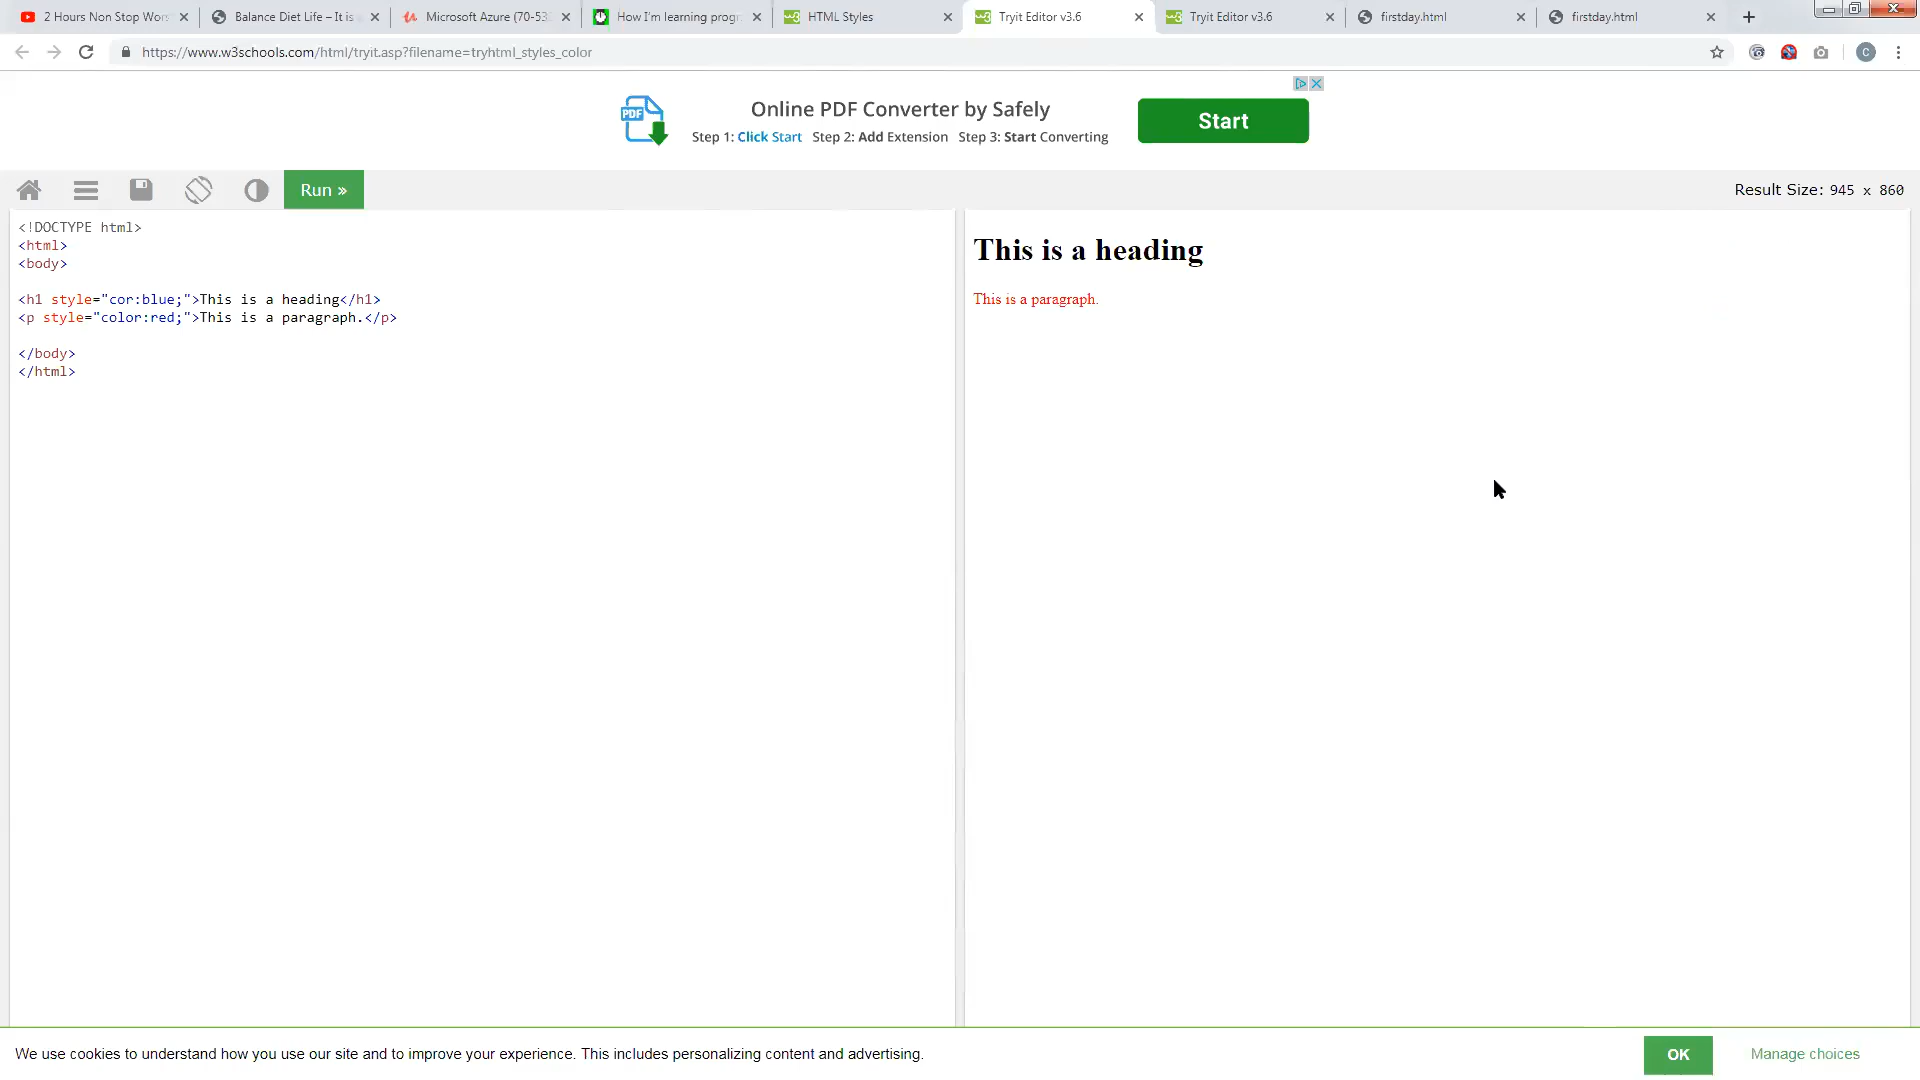 2 Hours Non Stop Wors
Balance Diet Life – It is
Microsoft Azure (70-53
How I'm learning progr
HTML Styles
Tryit Editor v3.6
Tryit Editor v3.6
firstday.html
firstday.html
https://www.w3schools.com/html/tryit.asp?filename=tryhtml_styles_color
C
PDF
Online PDF Converter by Safely
Step 1: Click Start Step 2: Add Extension Step 3: Start Converting
Start
Run »
Result Size: 945 x 860
<!DOCTYPE html>
<html>
<body>
<h1 style="cor:blue;">This is a heading</h1>
<p style="color:red;">This is a paragraph.</p>
</body>
</html>
This is a heading
This is a paragraph.
We use cookies to understand how you use our site and to improve your experience. This includes personalizing content and advertising.
OK
Manage choices